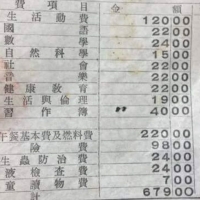 費 項 目 金 額
生 活 動 費 12000
國 語 2200
數 學 2400
自 然 科 學 1500
社 會 2200
音 樂 2200
健 康 教 育 2200
生 活 與 倫 理 1900
習 作 簿 〃 4000
午餐基本費及燃料費 22000
險 費 9800
生 蟲 防 治 費 2400
液 檢 查 費 2400
童 讀 物 費 700
計 67900